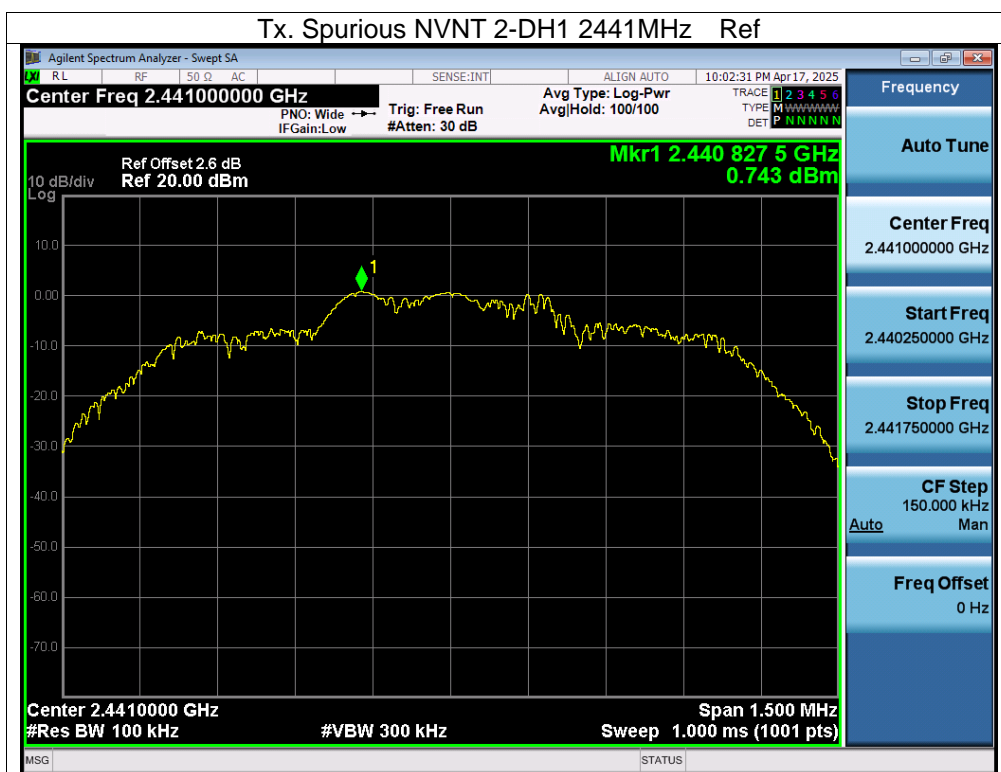 Tx. Spurious NVNT 2-DH1 2441MHz Ref
Agilent Spectrum Analyzer - Swept SA
LXI RL RF 50 Ω AC SENSE:INT ALIGN AUTO 10:02:31 PM Apr 17, 2025
Center Freq 2.441000000 GHz
PNO: Wide
IFGain:Low
Trig: Free Run
#Atten: 30 dB
Avg Type: Log-Pwr
Avg|Hold: 100/100
TRACE 1 2 3 4 5 6
TYPE M WWWWW
DET P N N N N N
Ref Offset 2.6 dB
10 dB/div Ref 20.00 dBm
Log
Mkr1 2.440 827 5 GHz
0.743 dBm
1
10.0
0.00
-10.0
-20.0
-30.0
-40.0
-50.0
-60.0
-70.0
Center 2.4410000 GHz Span 1.500 MHz
#Res BW 100 kHz #VBW 300 kHz Sweep 1.000 ms (1001 pts)
MSG STATUS
Frequency
Auto Tune
Center Freq
2.441000000 GHz
Start Freq
2.440250000 GHz
Stop Freq
2.441750000 GHz
CF Step
150.000 kHz
Auto Man
Freq Offset
0 Hz